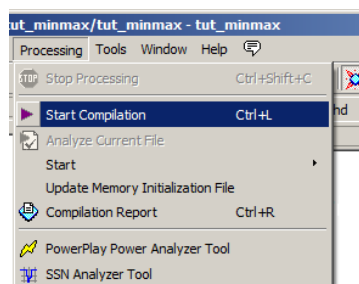 tut_minmax/tut_minmax - tut_minmax
Processing Tools Window Help
STOP Stop Processing Ctrl+Shift+C
Start Compilation Ctrl+L
hd
Analyze Current File
Start
Update Memory Initialization File
Compilation Report Ctrl+R
PowerPlay Power Analyzer Tool
SSN Analyzer Tool